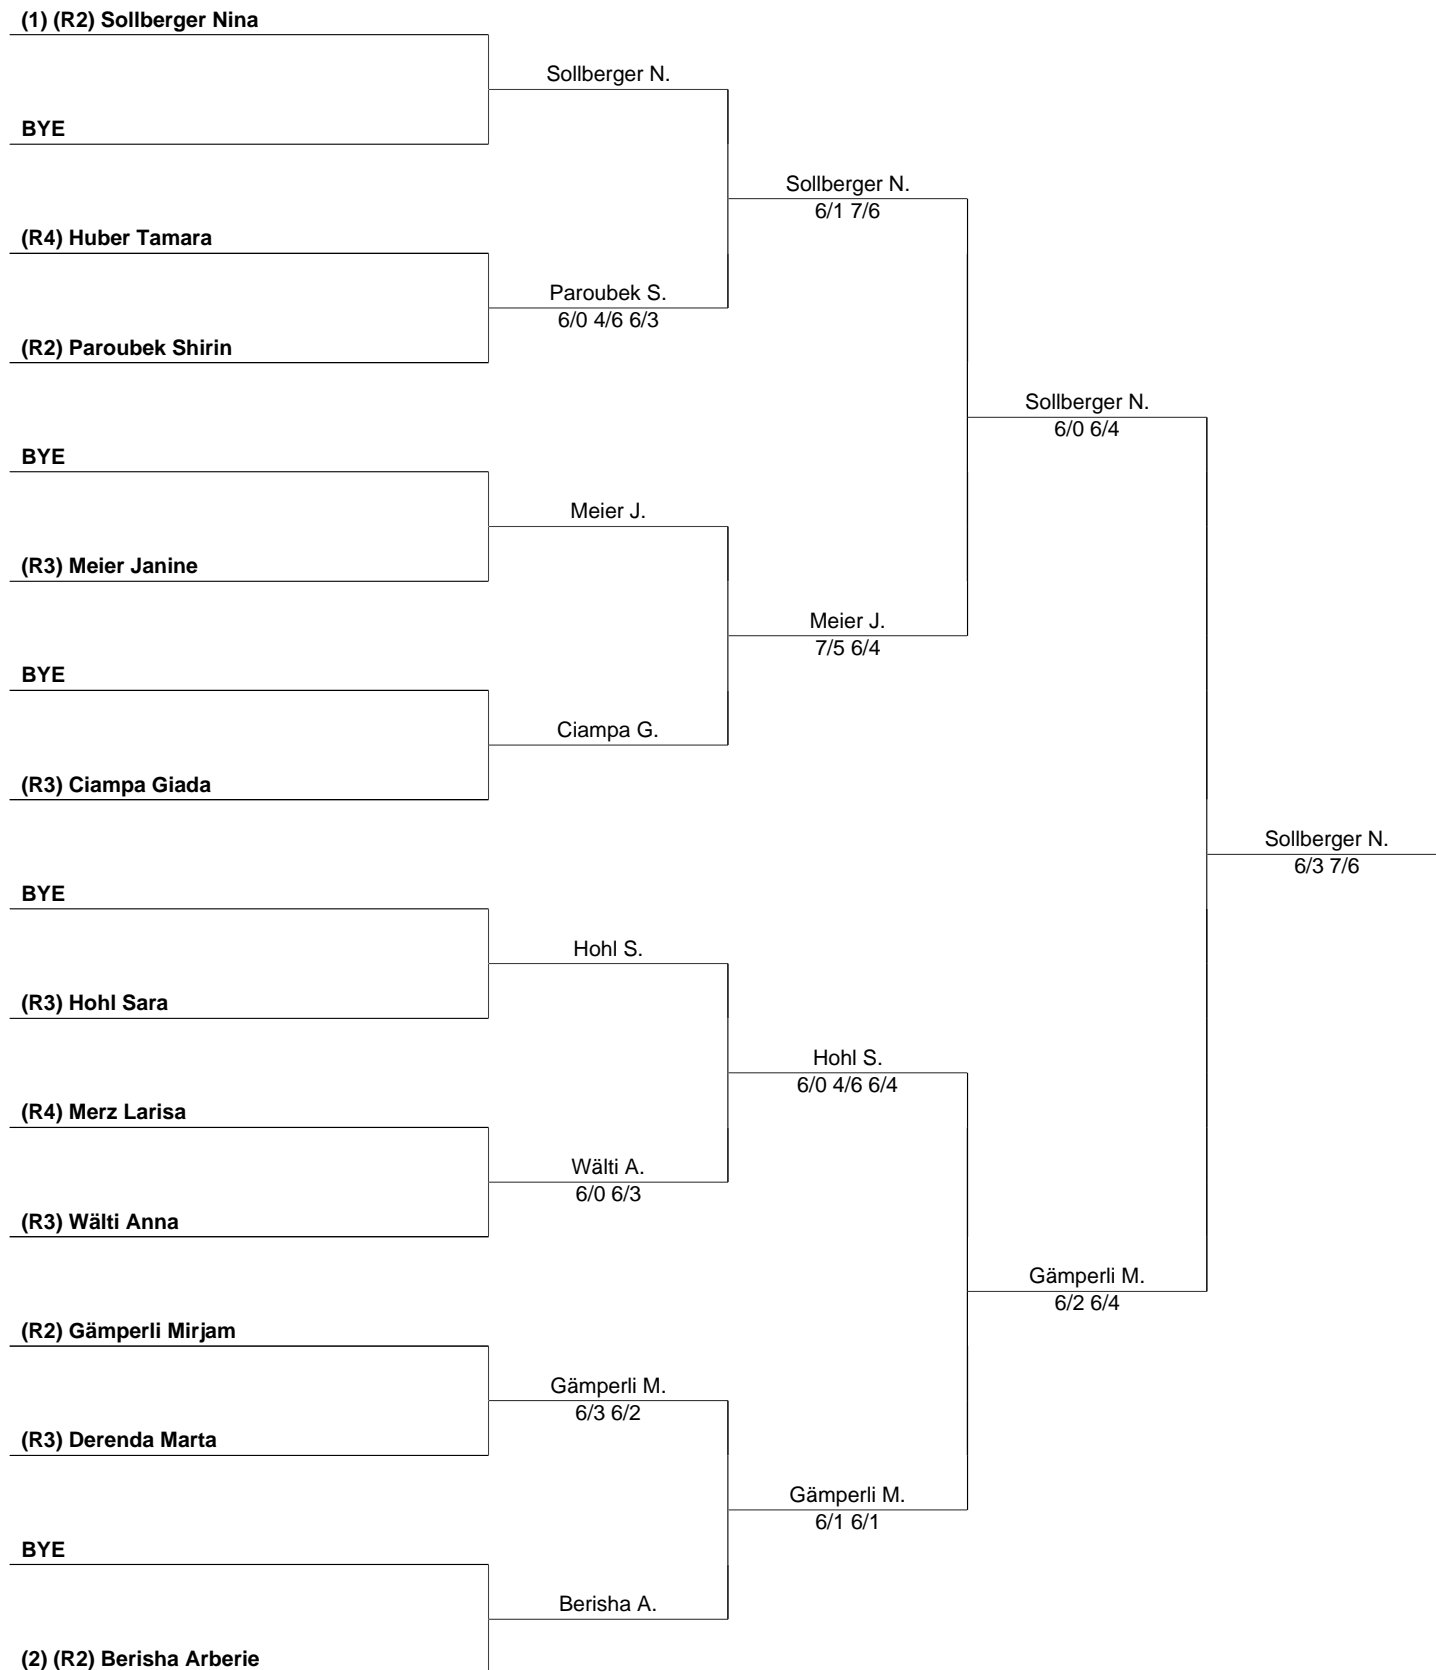 (1) (R2) Sollberger Nina
Sollberger N.
BYE
Sollberger N.
6/1 7/6
(R4) Huber Tamara
Paroubek S.
6/0 4/6 6/3
(R2) Paroubek Shirin
Sollberger N.
6/0 6/4
BYE
Meier J.
(R3) Meier Janine
Meier J.
7/5 6/4
BYE
Ciampa G.
(R3) Ciampa Giada
Sollberger N.
6/3 7/6
BYE
Hohl S.
(R3) Hohl Sara
Hohl S.
6/0 4/6 6/4
(R4) Merz Larisa
Wälti A.
6/0 6/3
(R3) Wälti Anna
Gämperli M.
6/2 6/4
(R2) Gämperli Mirjam
Gämperli M.
6/3 6/2
(R3) Derenda Marta
Gämperli M.
6/1 6/1
BYE
Berisha A.
(2) (R2) Berisha Arberie